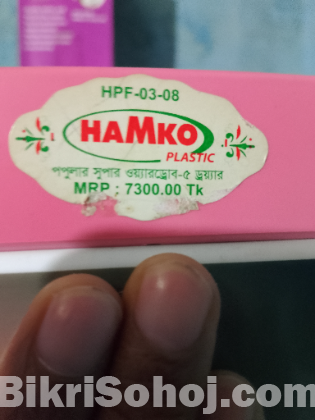 HPF-03-08
HAMKO
PLASTIC
পপুলার সুপার ওয়্যারড্রোব-৫ ড্রয়ার
MRP : 7300.00 Tk
BikriSohoj.com